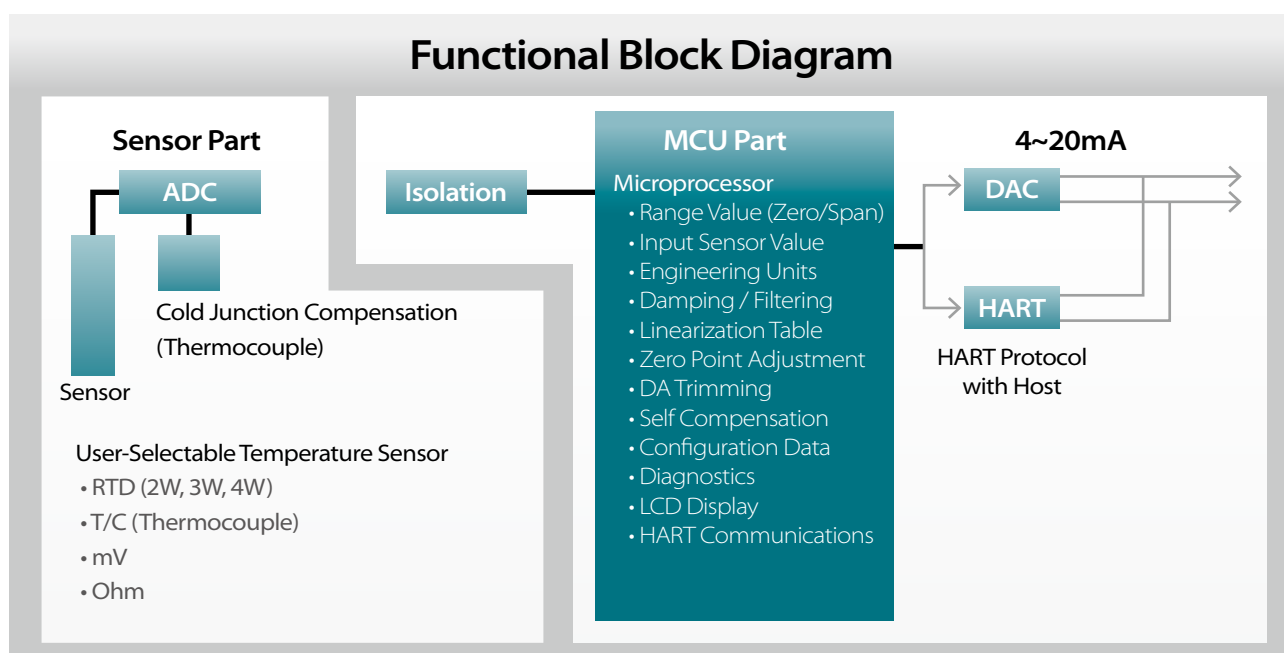 Functional Block Diagram
Sensor Part
ADC
Cold Junction Compensation
(Thermocouple)
Sensor
User-Selectable Temperature Sensor
• RTD (2W, 3W, 4W)
• T/C (Thermocouple)
• mV
• Ohm
Isolation
MCU Part
Microprocessor
• Range Value (Zero/Span)
• Input Sensor Value
• Engineering Units
• Damping / Filtering
• Linearization Table
• Zero Point Adjustment
• DA Trimming
• Self Compensation
• Configuration Data
• Diagnostics
• LCD Display
• HART Communications
4~20mA
DAC
HART
HART Protocol
with Host